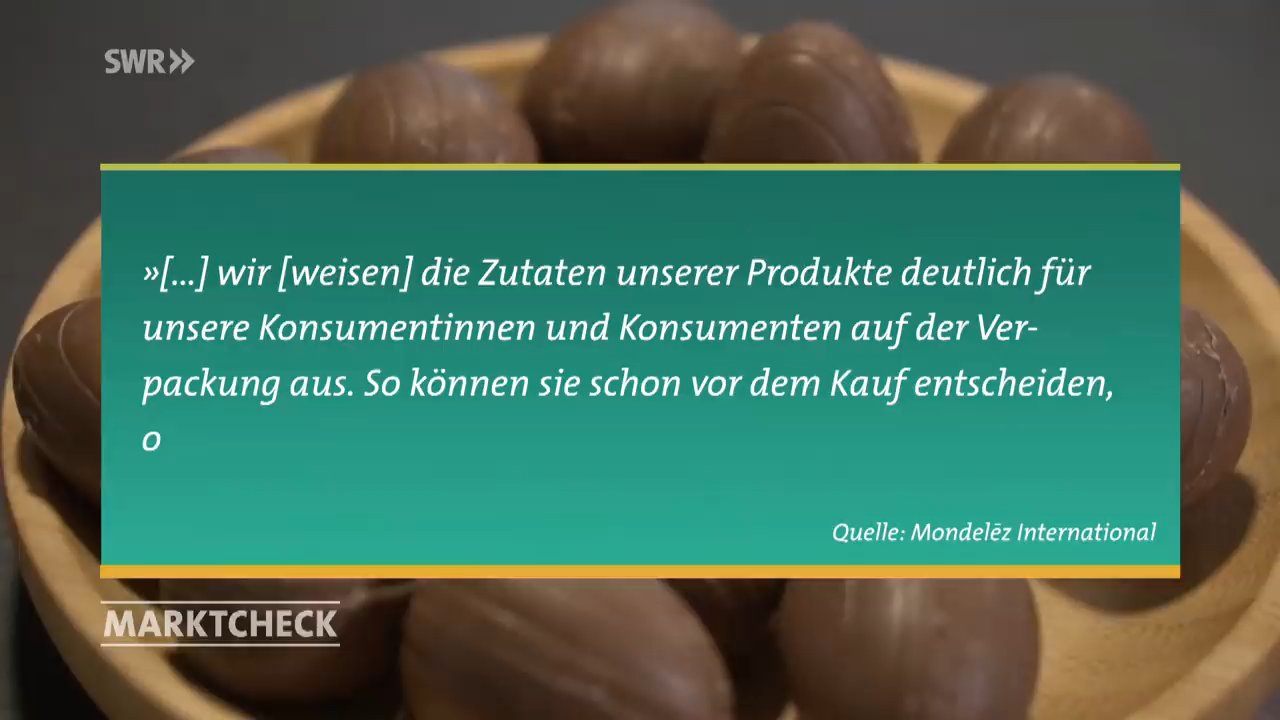 SWR»
»[...] wir [weisen] die Zutaten unserer Produkte deutlich für
unsere Konsumentinnen und Konsumenten auf der Ver-
packung aus. So können sie schon vor dem Kauf entscheiden,
o
Quelle: Mondelēz International
MARKTCHECK